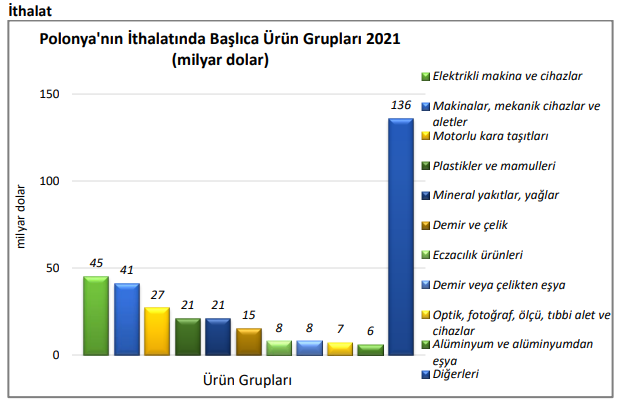 İthalat
Polonya'nın İthalatında Başlıca Ürün Grupları 2021
(milyar dolar)
milyar dolar
150
100
50
0
45
41
27
21
21
15
8
8
7
6
136
Ürün Grupları
Elektrikli makina ve cihazlar
Makinalar, mekanik cihazlar ve
aletler
Motorlu kara taşıtları
Plastikler ve mamulleri
Mineral yakıtlar, yağlar
Demir ve çelik
Eczacılık ürünleri
Demir veya çelikten eşya
Optik, fotoğraf, ölçü, tıbbi alet ve
cihazlar
Alüminyum ve alüminyumdan
eşya
Diğerleri